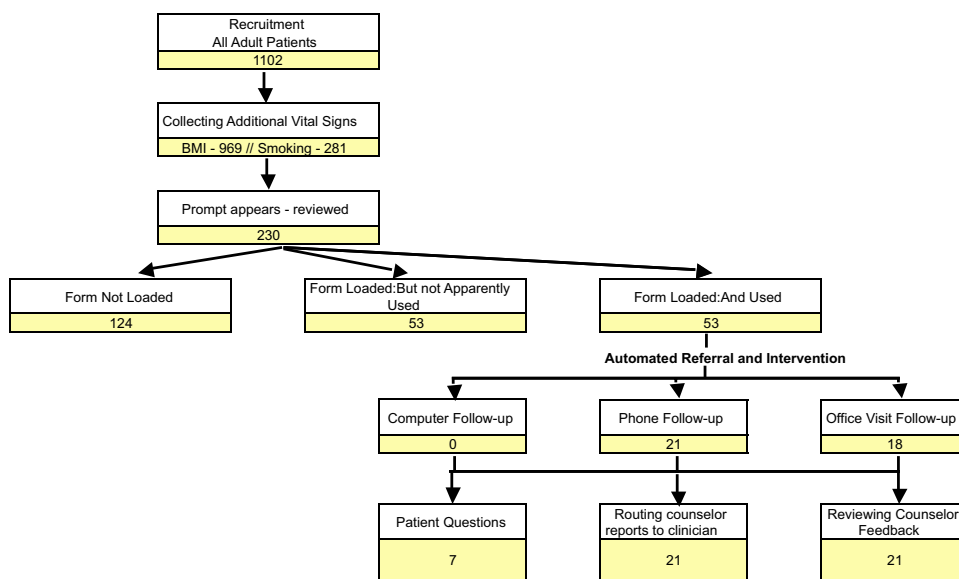 Recruitment
All Adult Patients
1102
Collecting Additional Vital Signs
BMI - 969 // Smoking - 281
Prompt appears - reviewed
230
Form Not Loaded
124
Form Loaded:But not Apparently
Used
53
Form Loaded:And Used
53
Automated Referral and Intervention
Computer Follow-up
0
Phone Follow-up
21
Office Visit Follow-up
18
Patient Questions
7
Routing counselor
reports to clinician
21
Reviewing Counselor
Feedback
21